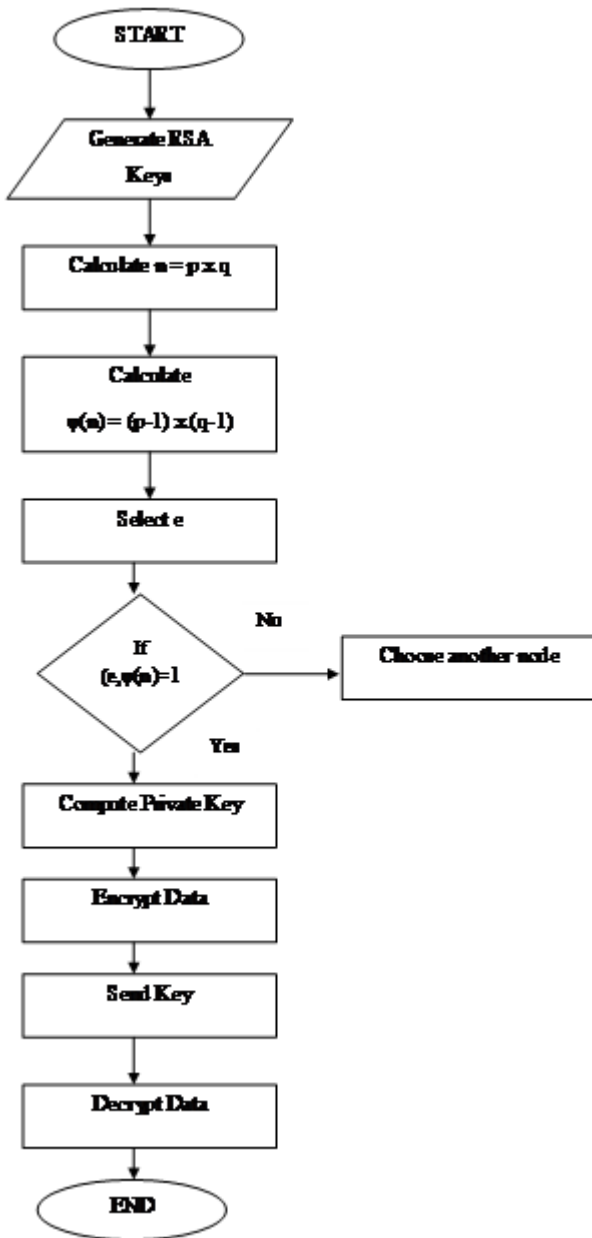 START
Generate RSA
Keys
Calculate n = p x q
Calculate
φ(n) = (p-1) x (q-1)
Select e
If
(e,φ(n)=1
No
Choose another node
Yes
Compute Private Key
Encrypt Data
Send Key
Decrypt Data
END